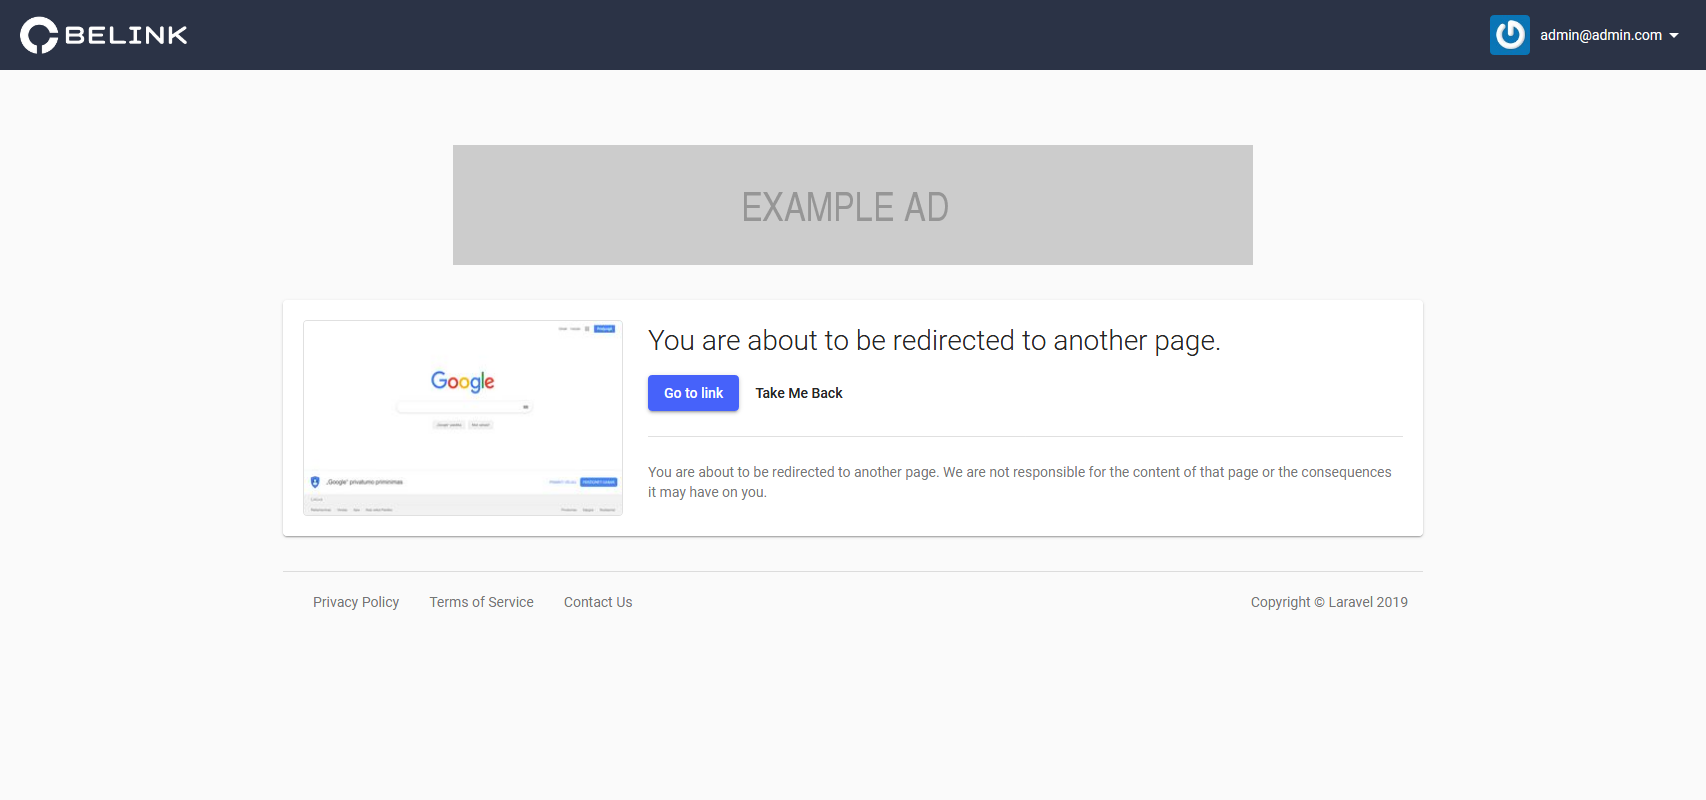 BELINK
admin@admin.com
EXAMPLE AD
Google
„Google“ privatumo priminimas
You are about to be redirected to another page.
Go to link
Take Me Back
You are about to be redirected to another page. We are not responsible for the content of that page or the consequences
it may have on you.
Privacy Policy
Terms of Service
Contact Us
Copyright © Laravel 2019